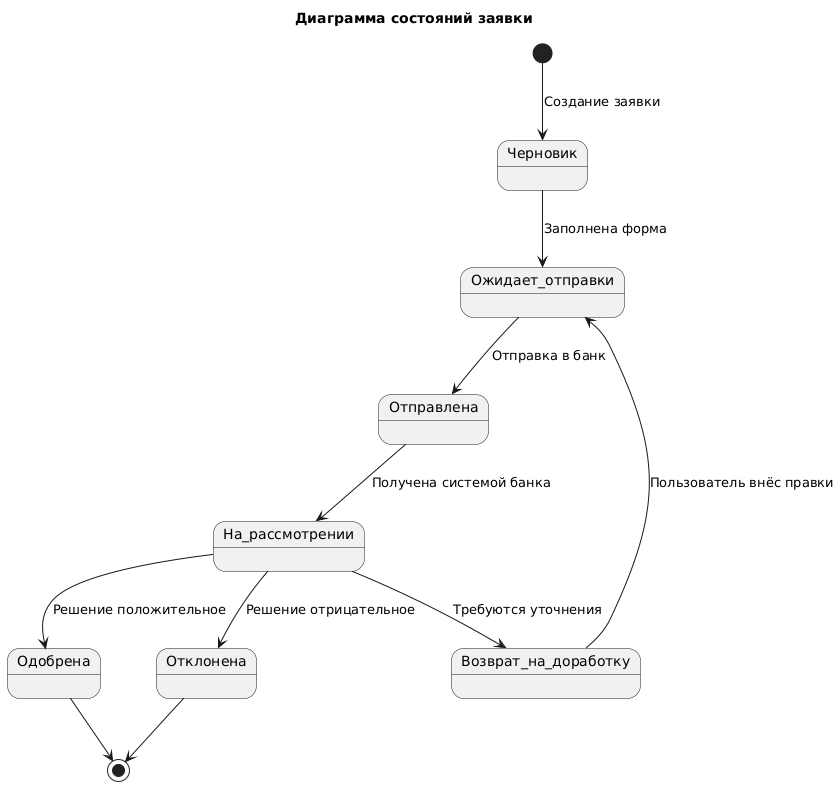 Диаграмма состояний заявки
Создание заявки
Черновик
Заполнена форма
Ожидает_отправки
Отправка в банк
Отправлена
Получена системой банка
Пользователь внёс правки
На_рассмотрении
Решение положительное
Решение отрицательное
Требуются уточнения
Одобрена
Отклонена
Возврат_на_доработку